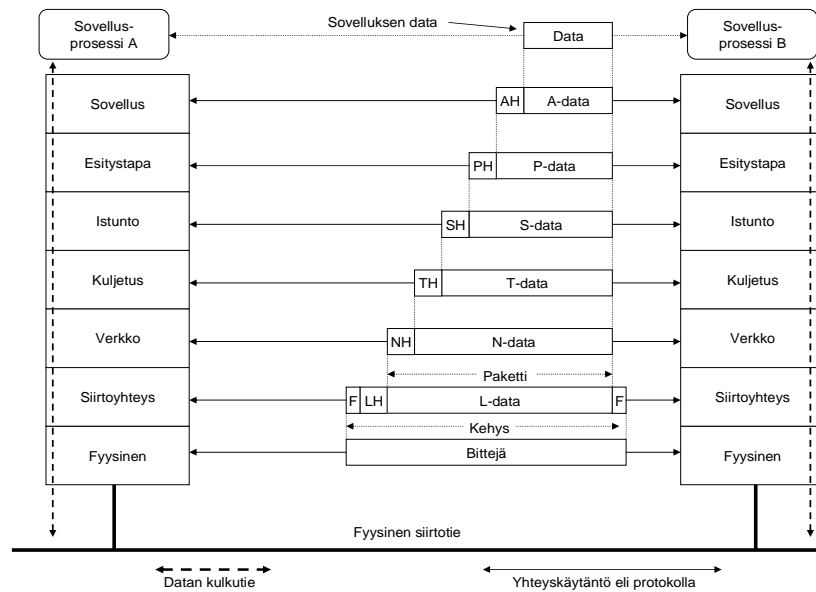 Sovellus-
prosessi A
Sovelluksen data
Data
Sovellus-
prosessi B
Sovellus
AH
A-data
Sovellus
Esitystapa
PH
P-data
Esitystapa
Istunto
SH
S-data
Istunto
Kuljetus
TH
T-data
Kuljetus
Verkko
NH
N-data
Verkko
Paketti
Siirtoyhteys
F
LH
L-data
F
Siirtoyhteys
Kehys
Fyysinen
Bittejä
Fyysinen
Fyysinen siirtotie
Datan kulkutie
Yhteyskäytäntö eli protokolla